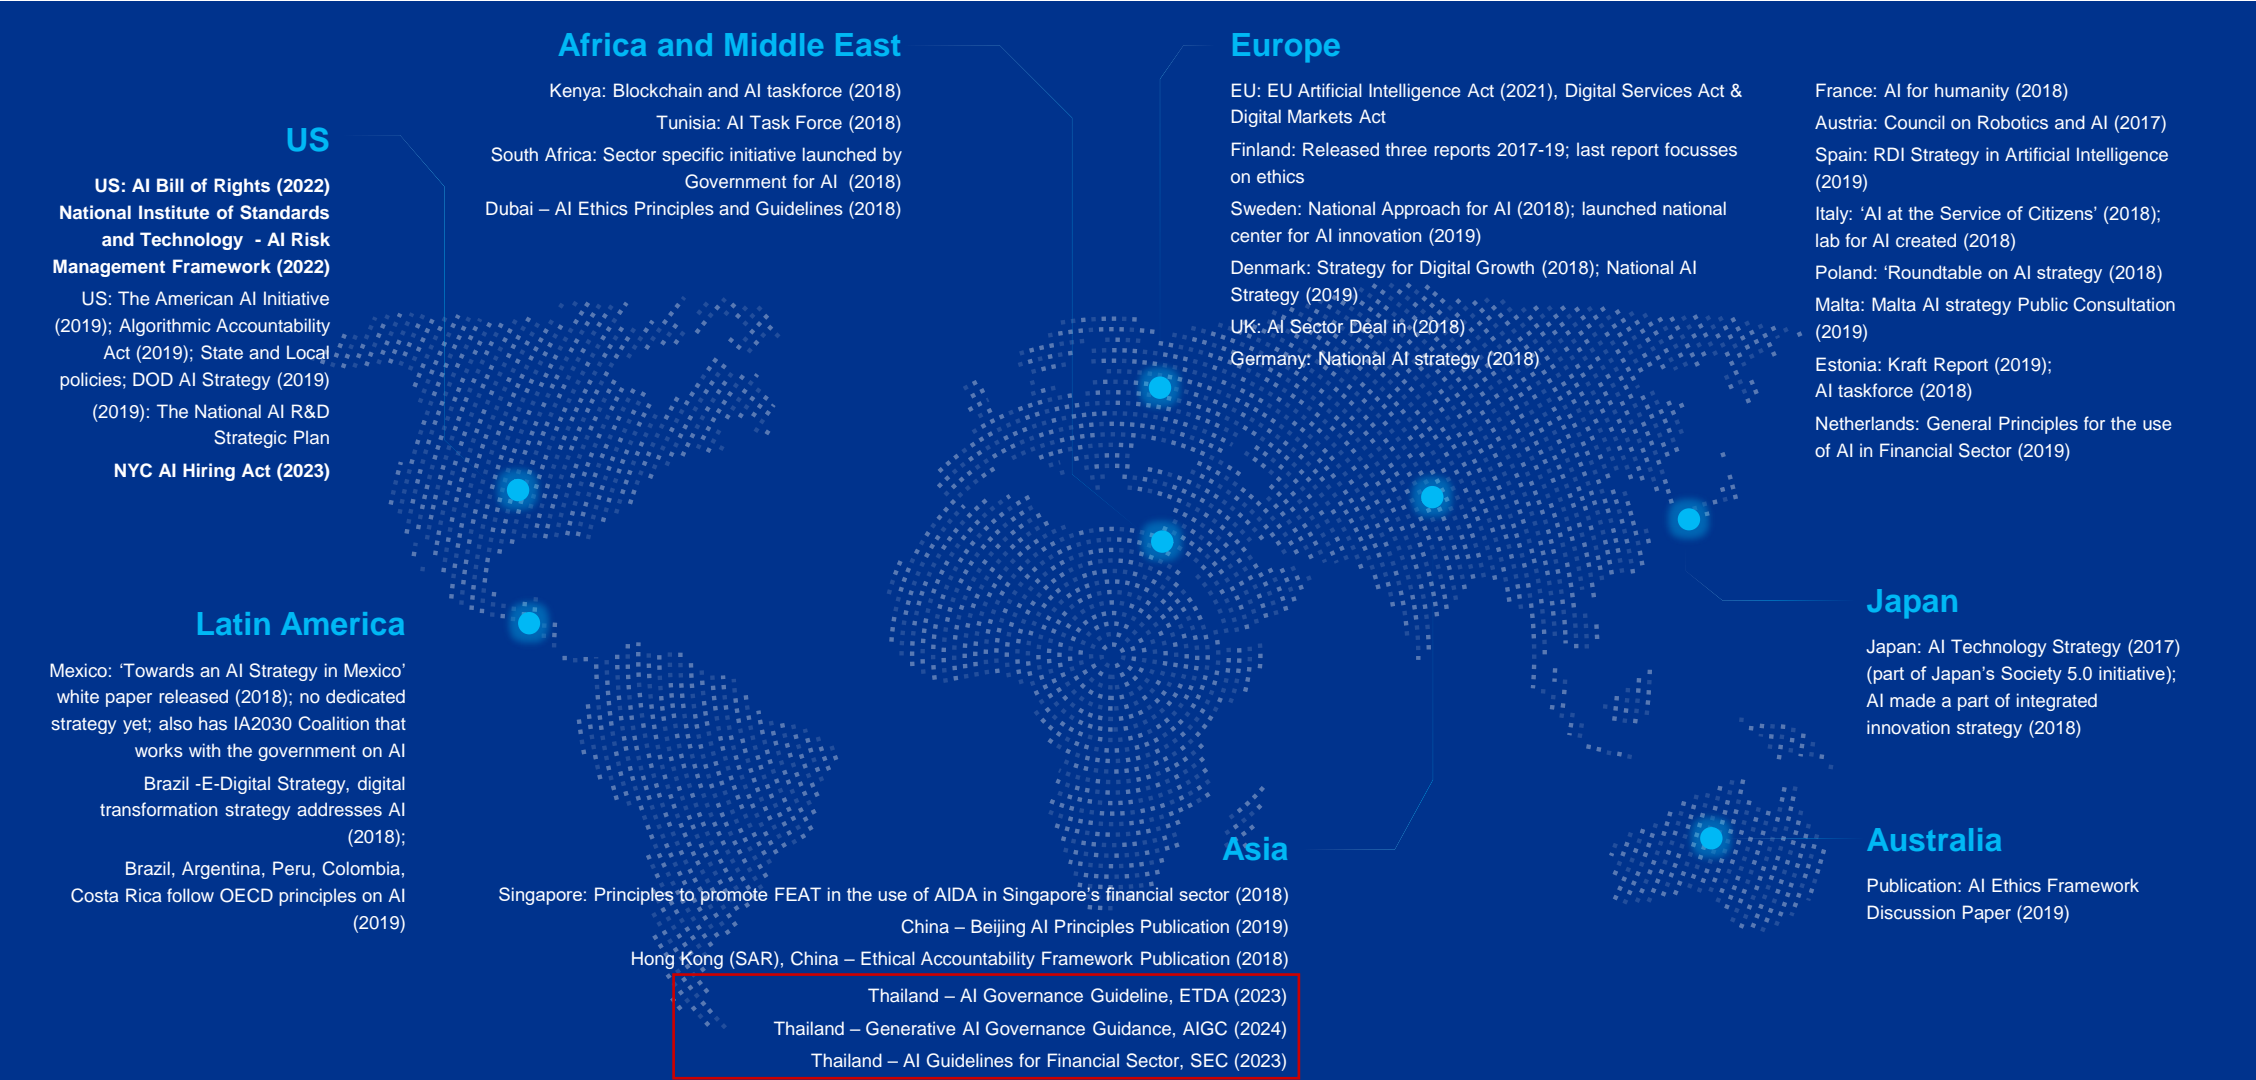 Africa and Middle East
Kenya: Blockchain and AI taskforce (2018)
Tunisia: AI Task Force (2018)
South Africa: Sector specific initiative launched by
Government for AI (2018)
Dubai – AI Ethics Principles and Guidelines (2018)
Europe
EU: EU Artificial Intelligence Act (2021), Digital Services Act &
Digital Markets Act
Finland: Released three reports 2017-19; last report focusses
on ethics
Sweden: National Approach for AI (2018); launched national
center for AI innovation (2019)
Denmark: Strategy for Digital Growth (2018); National AI
Strategy (2019)
UK: AI Sector Deal in (2018)
Germany: National AI strategy (2018)
France: AI for humanity (2018)
Austria: Council on Robotics and AI (2017)
Spain: RDI Strategy in Artificial Intelligence
(2019)
Italy: ‘AI at the Service of Citizens’ (2018);
lab for AI created (2018)
Poland: ‘Roundtable on AI strategy (2018)
Malta: Malta AI strategy Public Consultation
(2019)
Estonia: Kraft Report (2019);
AI taskforce (2018)
Netherlands: General Principles for the use
of AI in Financial Sector (2019)
US
US: AI Bill of Rights (2022)
National Institute of Standards
and Technology - AI Risk
Management Framework (2022)
US: The American AI Initiative
(2019); Algorithmic Accountability
Act (2019); State and Local
policies; DOD AI Strategy (2019)
(2019): The National AI R&D
Strategic Plan
NYC AI Hiring Act (2023)
Latin America
Mexico: ‘Towards an AI Strategy in Mexico’
white paper released (2018); no dedicated
strategy yet; also has IA2030 Coalition that
works with the government on AI
Brazil -E-Digital Strategy, digital
transformation strategy addresses AI
(2018);
Brazil, Argentina, Peru, Colombia,
Costa Rica follow OECD principles on AI
(2019)
Japan
Japan: AI Technology Strategy (2017)
(part of Japan’s Society 5.0 initiative);
AI made a part of integrated
innovation strategy (2018)
Australia
Publication: AI Ethics Framework
Discussion Paper (2019)
Asia
Singapore: Principles to promote FEAT in the use of AIDA in Singapore’s financial sector (2018)
China – Beijing AI Principles Publication (2019)
Hong Kong (SAR), China – Ethical Accountability Framework Publication (2018)
Thailand – AI Governance Guideline, ETDA (2023)
Thailand – Generative AI Governance Guidance, AIGC (2024)
Thailand – AI Guidelines for Financial Sector, SEC (2023)